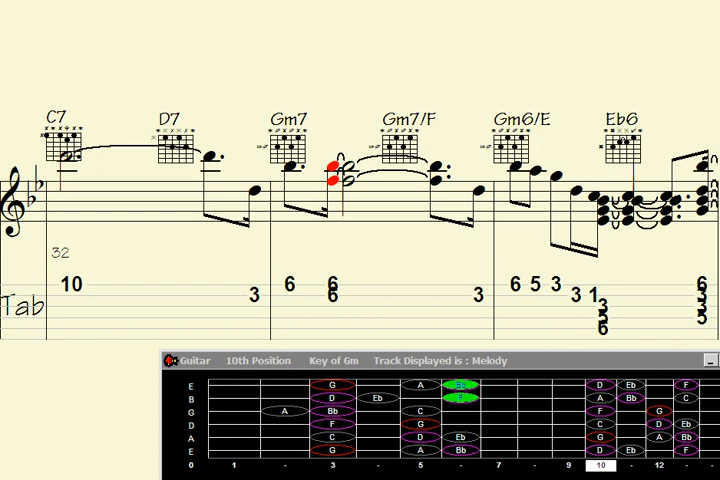 C7 D7 Gm7 Gm7/F Gm6/E Eb6
32
10 3 6 6 3 6 5 3 6
6 3 1 3
3 3
3 5
6
Tab
Guitar 10th Position Key of Gm Track Displayed is : Melody
E G A Bb D Eb F
B D Eb F A Bb C
G A Bb C F G
D F G C D Eb
A C D Eb G A Bb
E G A Bb D Eb F
0 1 - 3 - 5 - 7 - 9 10 - 12 -